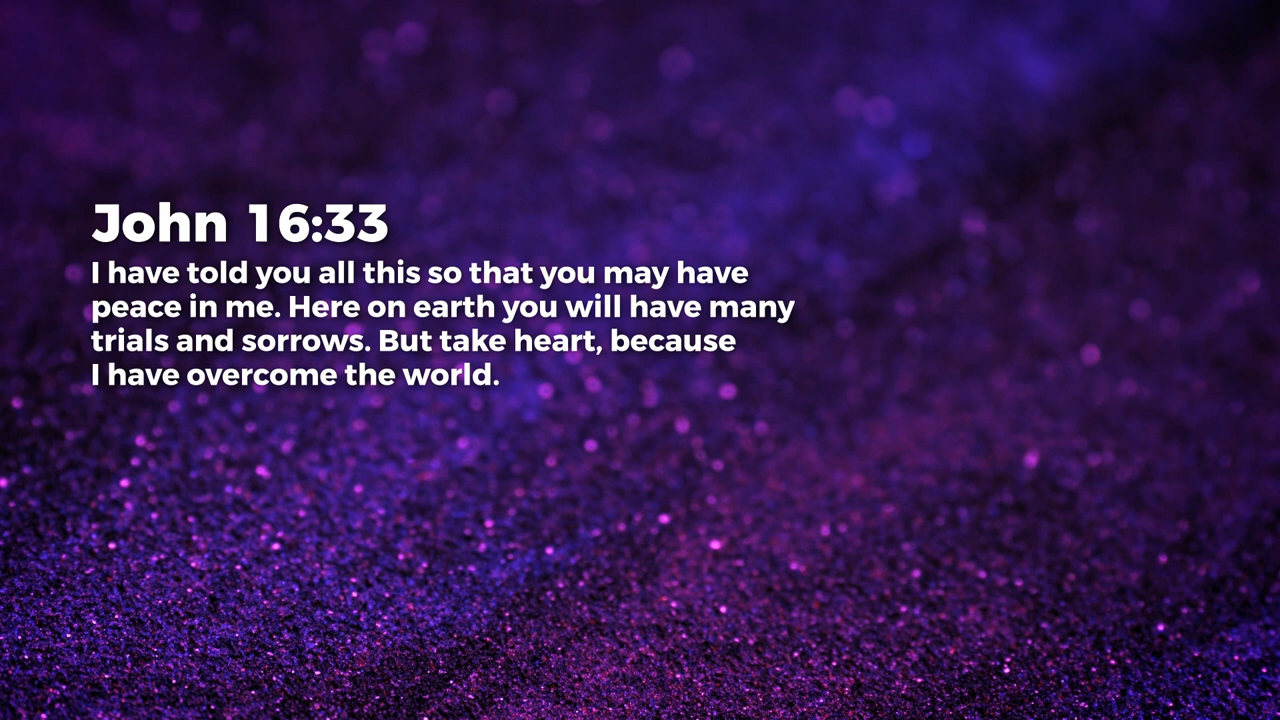 John 16:33
I have told you all this so that you may have
peace in me. Here on earth you will have many
trials and sorrows. But take heart, because
I have overcome the world.